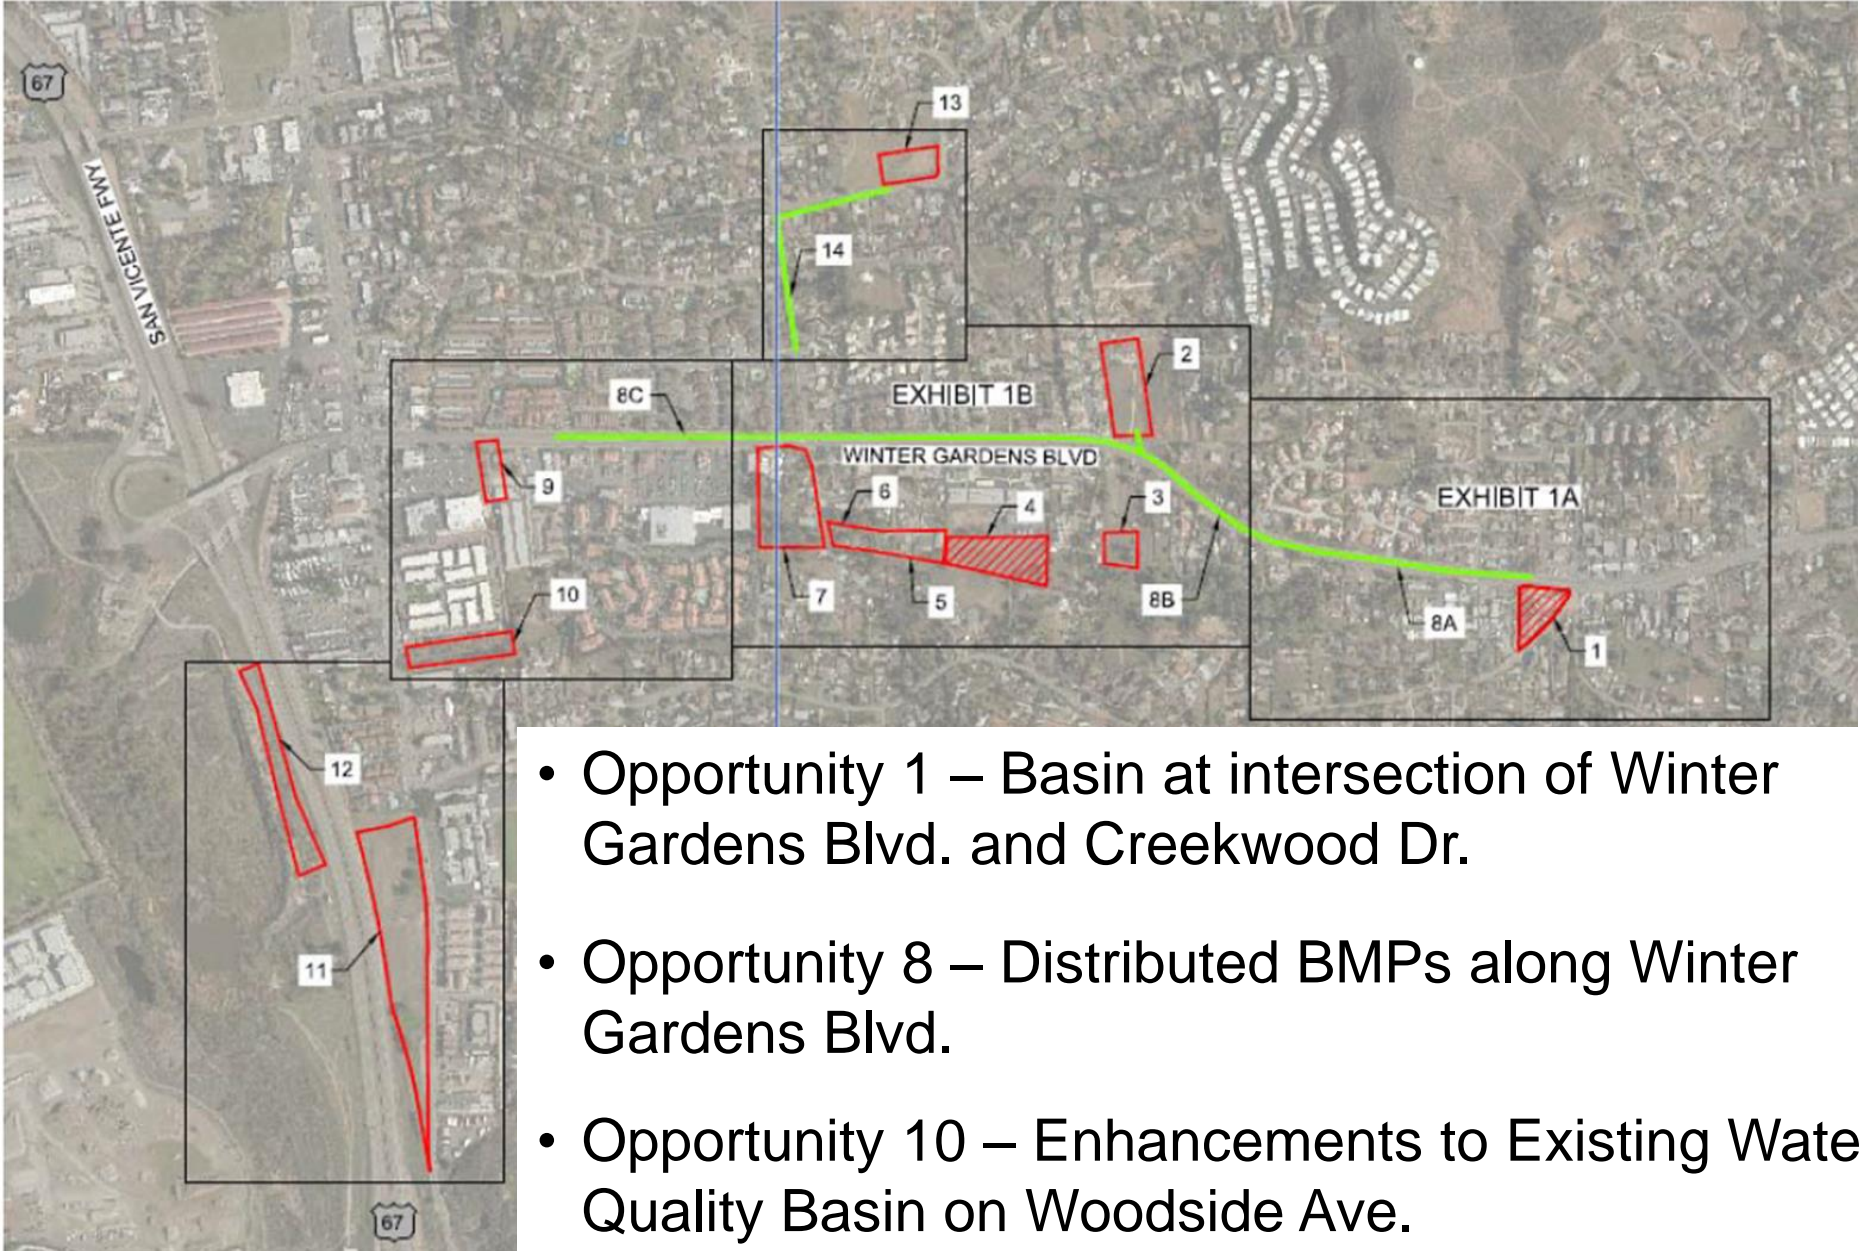 67
SAN VICENTE FWY
13
14
2
8C
EXHIBIT 1B
WINTER GARDENS BLVD
EXHIBIT 1A
9
6
4
3
10
7
5
8B
8A
1
12
11
67
• Opportunity 1 – Basin at intersection of Winter
Gardens Blvd. and Creekwood Dr.
• Opportunity 8 – Distributed BMPs along Winter
Gardens Blvd.
• Opportunity 10 – Enhancements to Existing Wate
Quality Basin on Woodside Ave.